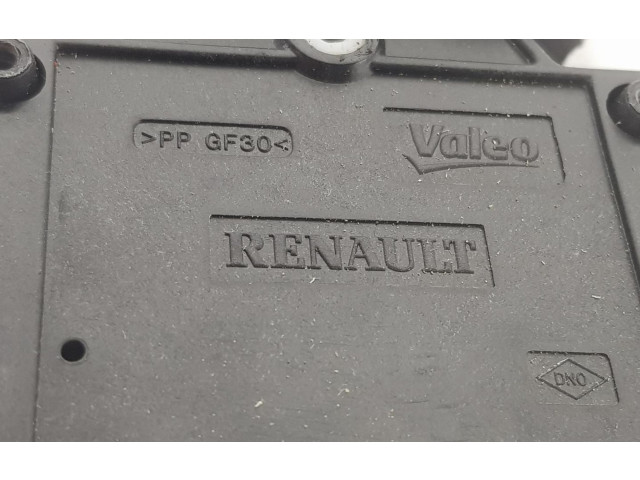 >PP GF30<
Valeo
RENAULT
DNO